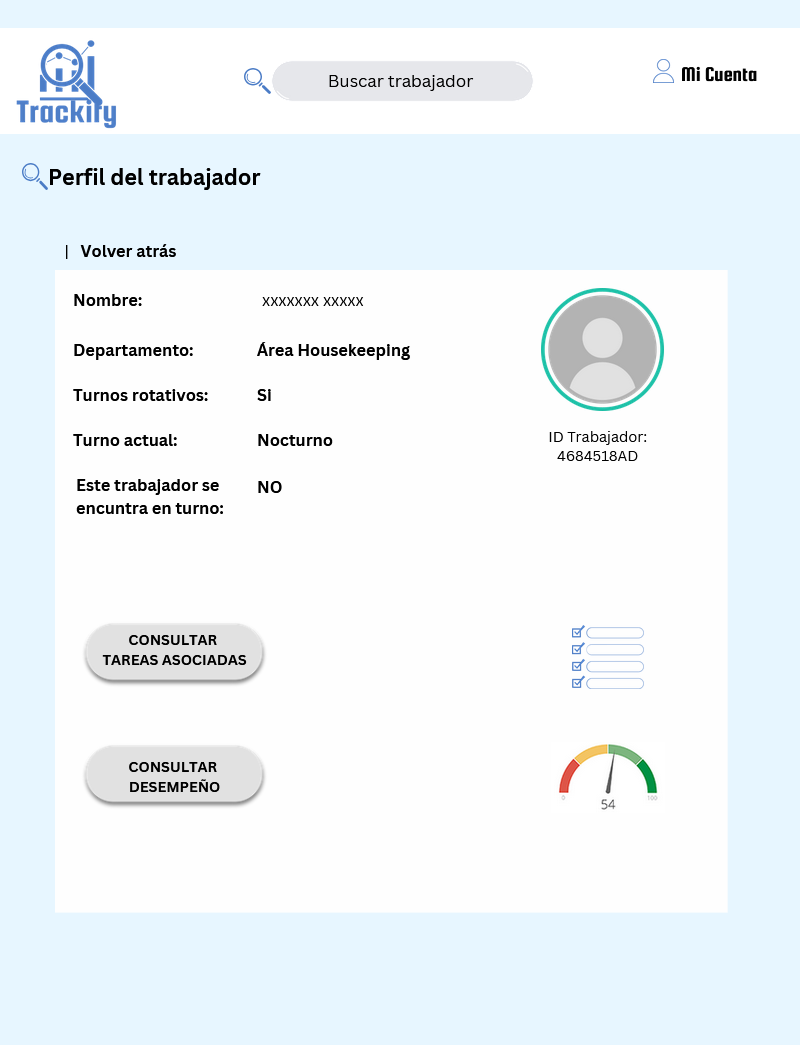 Trackify
Buscar trabajador
Mi Cuenta
Perfil del trabajador
| Volver atrás
Nombre: xxxxxxx xxxxx
Departamento: Área Housekeeping
Turnos rotativos: Si
Turno actual: Nocturno
ID Trabajador:
4684518AD
Este trabajador se
encuntra en turno: NO
CONSULTAR
TAREAS ASOCIADAS
CONSULTAR
DESEMPEÑO
0 100
54